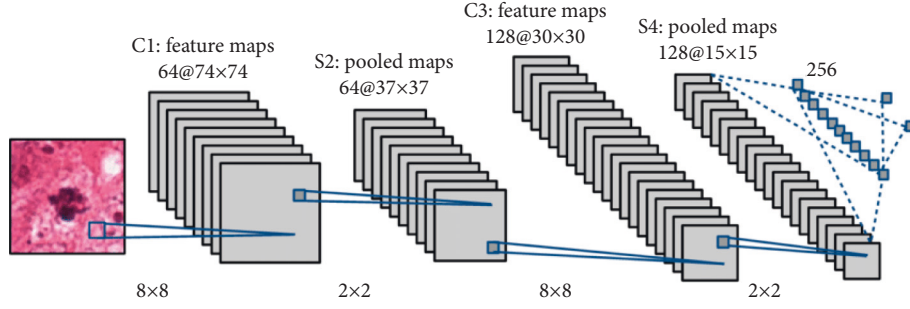 C1: feature maps
64@74×74
S2: pooled maps
64@37×37
C3: feature maps
128@30×30
S4: pooled maps
128@15×15
256
8×8
2×2
8×8
2×2